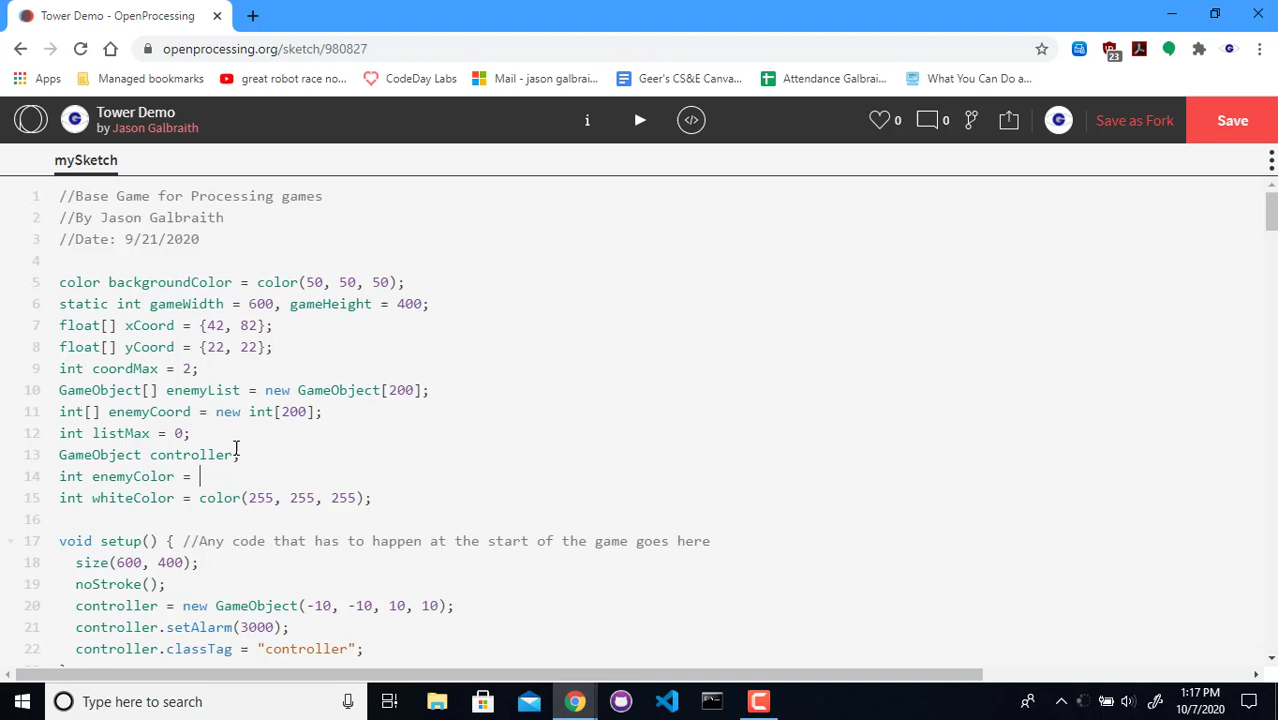 Tower Demo - OpenProcessing
openprocessing.org/sketch/980827
23
Apps
Managed bookmarks
great robot race no...
CodeDay Labs
Mail - jason galbrai...
Geer's CS&E Canva...
Attendance Galbrai...
What You Can Do a...
Tower Demo
by Jason Galbraith
0
0
Save as Fork
Save
mySketch
1 //Base Game for Processing games
2 //By Jason Galbraith
3 //Date: 9/21/2020
4
5 color backgroundColor = color(50, 50, 50);
6 static int gameWidth = 600, gameHeight = 400;
7 float[] xCoord = {42, 82};
8 float[] yCoord = {22, 22};
9 int coordMax = 2;
10 GameObject[] enemyList = new GameObject[200];
11 int[] enemyCoord = new int[200];
12 int listMax = 0;
13 GameObject controller;
14 int enemyColor =
15 int whiteColor = color(255, 255, 255);
16
17 void setup() { //Any code that has to happen at the start of the game goes here
18 size(600, 400);
19 noStroke();
20 controller = new GameObject(-10, -10, 10, 10);
21 controller.setAlarm(3000);
22 controller.classTag = "controller";
Type here to search
1:17 PM
10/7/2020